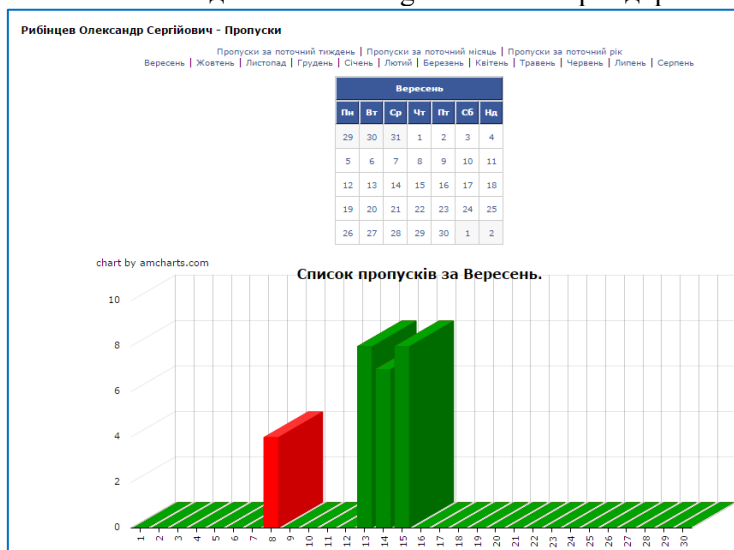 Рибінцев Олександр Сергійович - Пропуски
Пропуски за поточний тиждень | Пропуски за поточний місяць | Пропуски за поточний рік
Вересень | Жовтень | Листопад | Грудень | Січень | Лютий | Березень | Квітень | Травень | Червень | Липень | Серпень
Вересень
Пн Вт Ср Чт Пт Сб Нд
29 30 31 1 2 3 4
5 6 7 8 9 10 11
12 13 14 15 16 17 18
19 20 21 22 23 24 25
26 27 28 29 30 1 2
chart by amcharts.com
Список пропусків за Вересень.
10
8
6
4
2
0
1 2 3 4 5 6 7 8 9 10 11 12 13 14 15 16 17 18 19 20 21 22 23 24 25 26 27 28 29 30